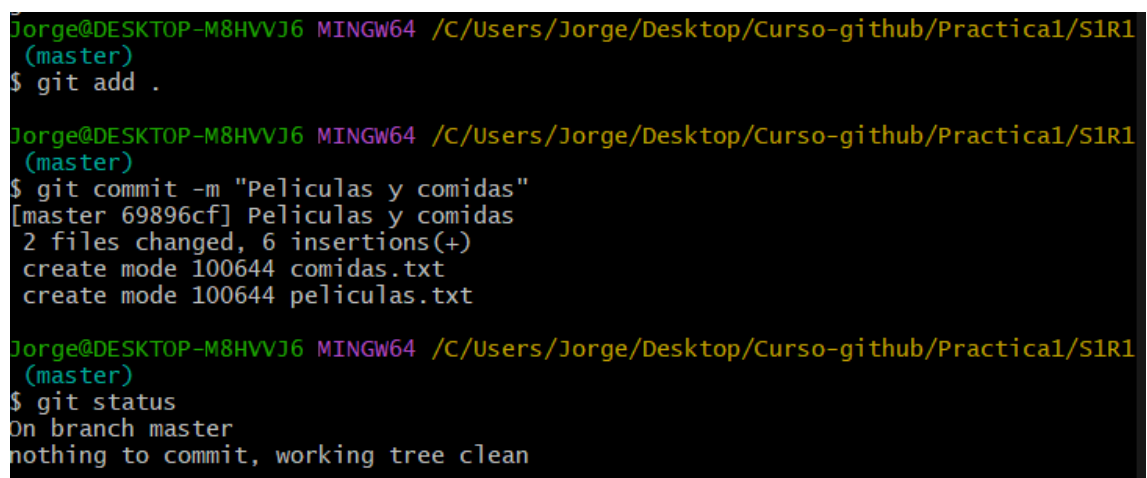 Jorge@DESKTOP-M8HVVJ6 MINGW64 /C/Users/Jorge/Desktop/Curso-github/Practica1/S1R1
(master)
$ git add .
Jorge@DESKTOP-M8HVVJ6 MINGW64 /C/Users/Jorge/Desktop/Curso-github/Practica1/S1R1
(master)
$ git commit -m "Peliculas y comidas"
[master 69896cf] Peliculas y comidas
2 files changed, 6 insertions(+)
create mode 100644 comidas.txt
create mode 100644 peliculas.txt
Jorge@DESKTOP-M8HVVJ6 MINGW64 /C/Users/Jorge/Desktop/Curso-github/Practica1/S1R1
(master)
$ git status
On branch master
nothing to commit, working tree clean